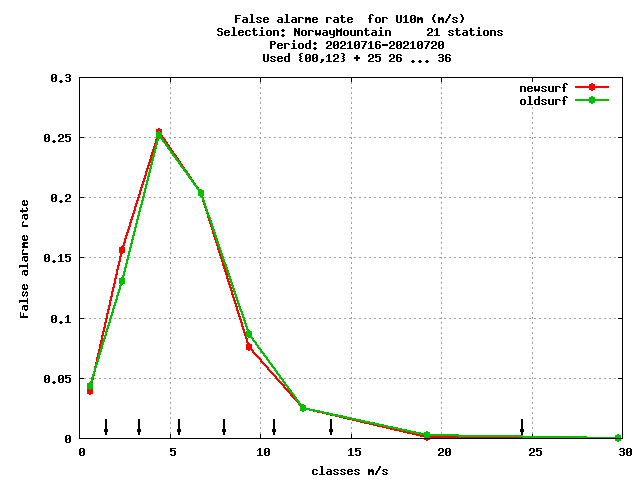 False alarme rate  for U10m (m/s)
Selection: NorwayMountain     21 stations
Period: 20210716-20210720
Used {00,12} + 25 26 ... 36
newsurf
oldsurf
0.3
0.25
0.2
0.15
0.1
0.05
0
False alarme rate
0 5 10 15 20 25 30
classes m/s